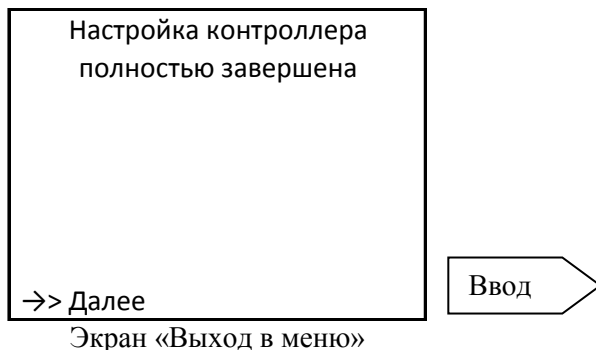 Настройка контроллера
полностью завершена
->> Далее
Ввод
Экран «Выход в меню»